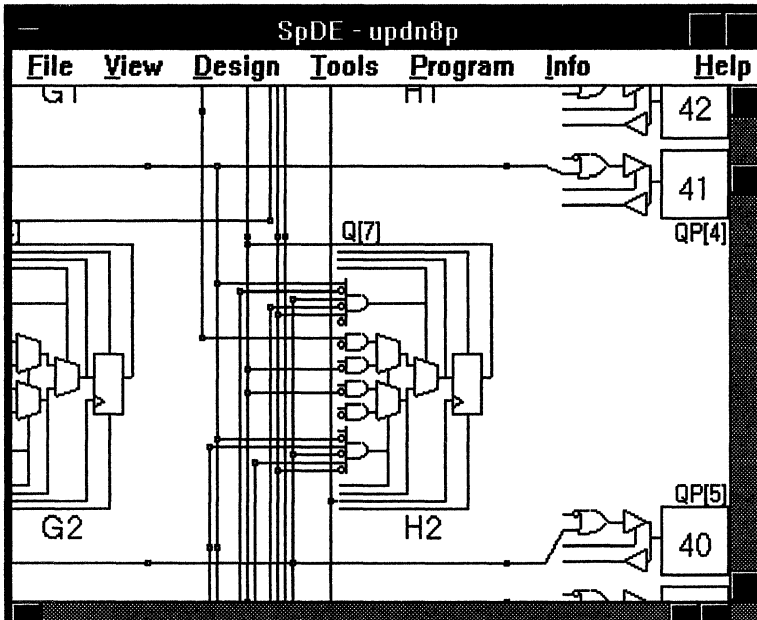 SpDE - updn8p
File View Design Tools Program Info Help
G1 H1
42
41
Q[7] QP[4]
QP[5]
G2 H2
40